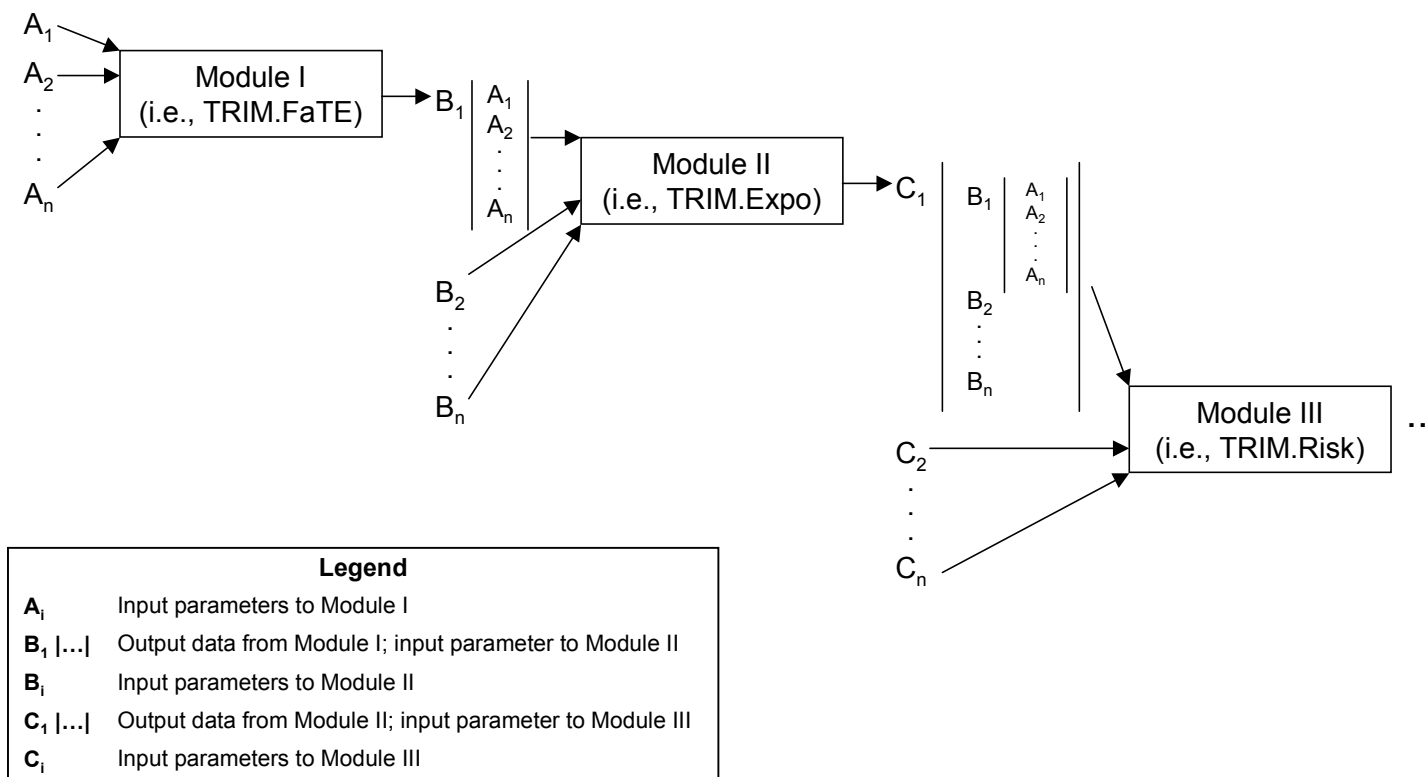 A1
A2
.
.
.
An
Module I
(i.e., TRIM.FaTE)
B1
A1
A2
.
.
.
An
B2
.
.
.
Bn
Module II
(i.e., TRIM.Expo)
C1
B1
A1
A2
.
.
.
An
B2
.
.
.
Bn
C2
.
.
.
Cn
Module III
(i.e., TRIM.Risk)
..
Legend
Ai Input parameters to Module I
B1 |...| Output data from Module I; input parameter to Module II
Bi Input parameters to Module II
C1 |...| Output data from Module II; input parameter to Module III
Ci Input parameters to Module III